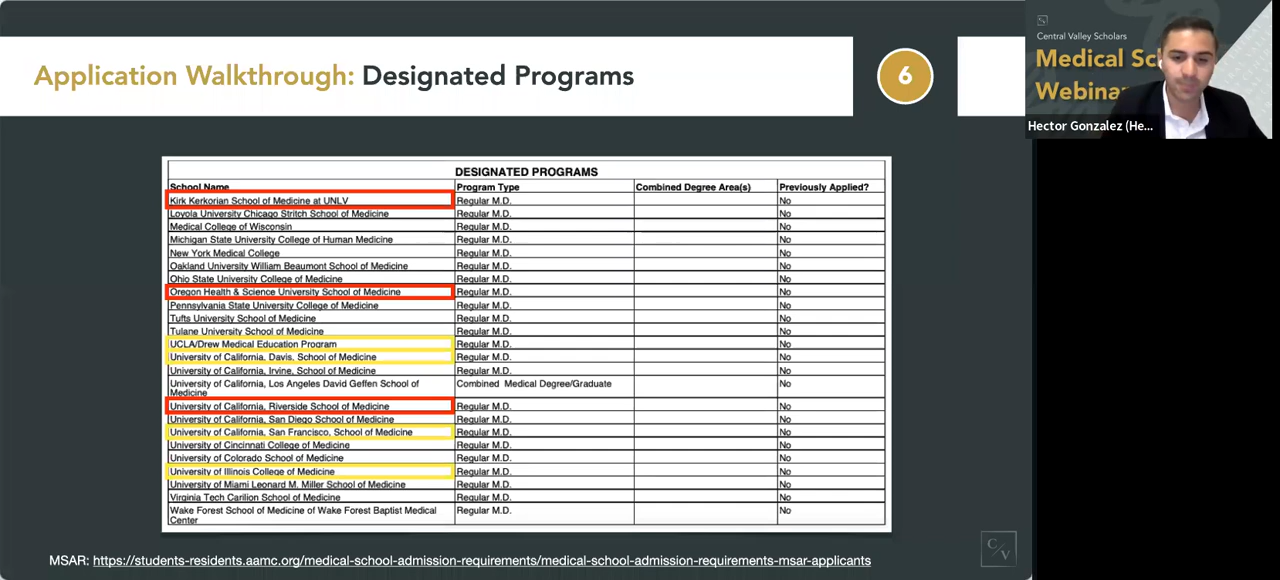 Application Walkthrough: Designated Programs
6
Central Valley Scholars
Medical Sc
Webina
Hector Gonzalez (He...
DESIGNATED PROGRAMS
School Name Program Type Combined Degree Area(s) Previously Applied?
Kirk Kerkorian School of Medicine at UNLV Regular M.D. No
Loyola University Chicago Stritch School of Medicine Regular M.D. No
Medical College of Wisconsin Regular M.D. No
Michigan State University College of Human Medicine Regular M.D. No
New York Medical College Regular M.D. No
Oakland University William Beaumont School of Medicine Regular M.D. No
Ohio State University College of Medicine Regular M.D. No
Oregon Health & Science University School of Medicine Regular M.D. No
Pennsylvania State University College of Medicine Regular M.D. No
Tufts University School of Medicine Regular M.D. No
Tulane University School of Medicine Regular M.D. No
UCLA/Drew Medical Education Program Regular M.D. No
University of California, Davis, School of Medicine Regular M.D. No
University of California, Irvine, School of Medicine Regular M.D. No
University of California, Los Angeles David Geffen School of Combined Medical Degree/Graduate No
Medicine
University of California, Riverside School of Medicine Regular M.D. No
University of California, San Diego School of Medicine Regular M.D. No
University of California, San Francisco, School of Medicine Regular M.D. No
University of Cincinnati College of Medicine Regular M.D. No
University of Colorado School of Medicine Regular M.D. No
University of Illinois College of Medicine Regular M.D. No
University of Miami Leonard M. Miller School of Medicine Regular M.D. No
Virginia Tech Carilion School of Medicine Regular M.D. No
Wake Forest School of Medicine of Wake Forest Baptist Medical Regular M.D. No
Center
C/V
MSAR: https://students-residents.aamc.org/medical-school-admission-requirements/medical-school-admission-requirements-msar-applicants